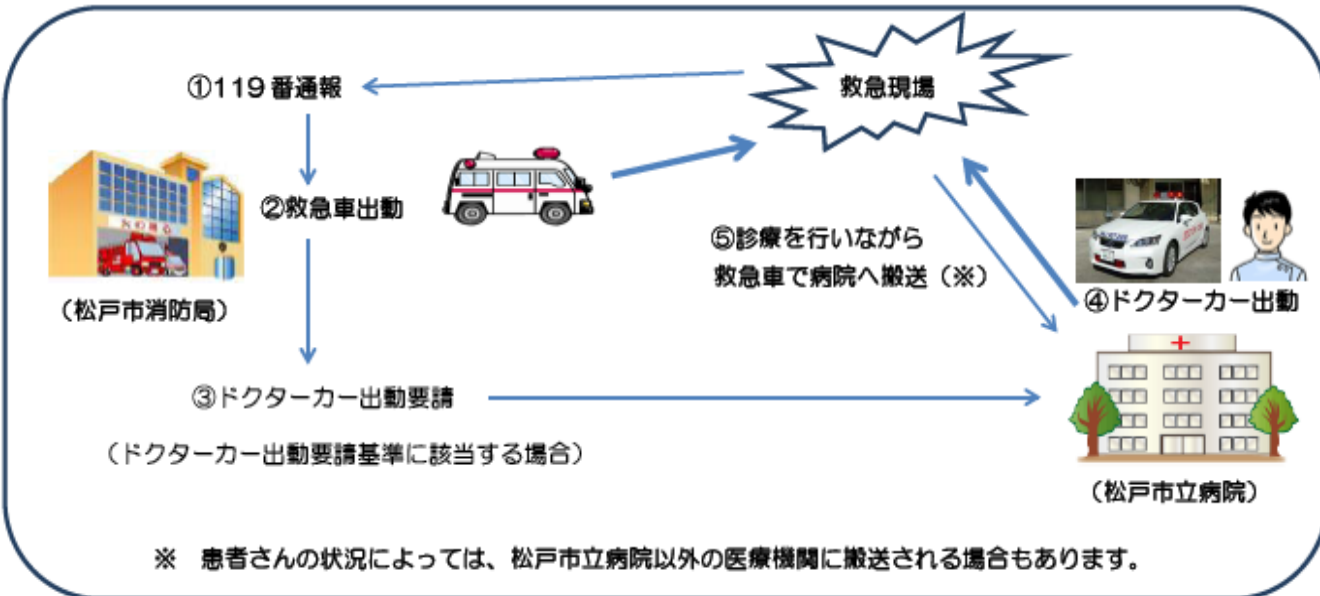 ①119番通報
救急現場
②救急車出動
⑤診療を行いながら
救急車で病院へ搬送（※）
④ドクターカー出動
（松戸市消防局）
③ドクターカー出動要請
（ドクターカー出動要請基準に該当する場合）
（松戸市立病院）
※　患者さんの状況によっては、松戸市立病院以外の医療機関に搬送される場合もあります。